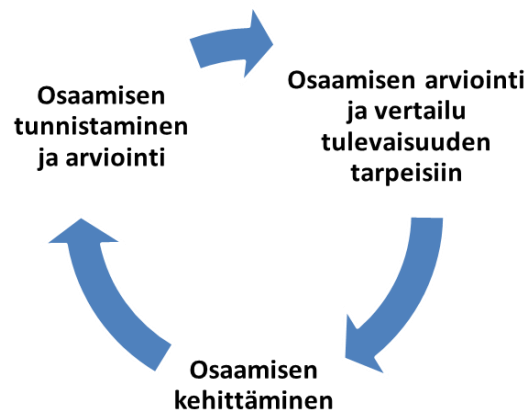 Osaamisen
tunnistaminen
ja arviointi
Osaamisen arviointi
ja vertailu
tulevaisuuden
tarpeisiin
Osaamisen
kehittäminen